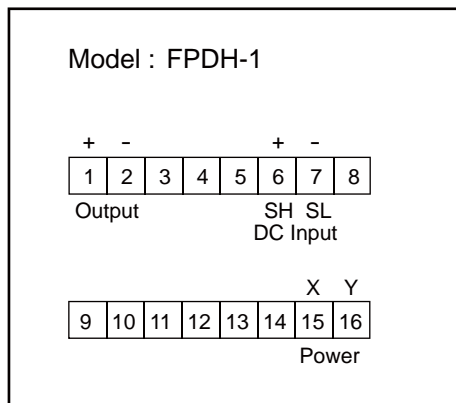 Model : FPDH-1
+ - + -
1 2 3 4 5 6 7 8
Output SH SL
DC Input
X Y
9 10 11 12 13 14 15 16
Power